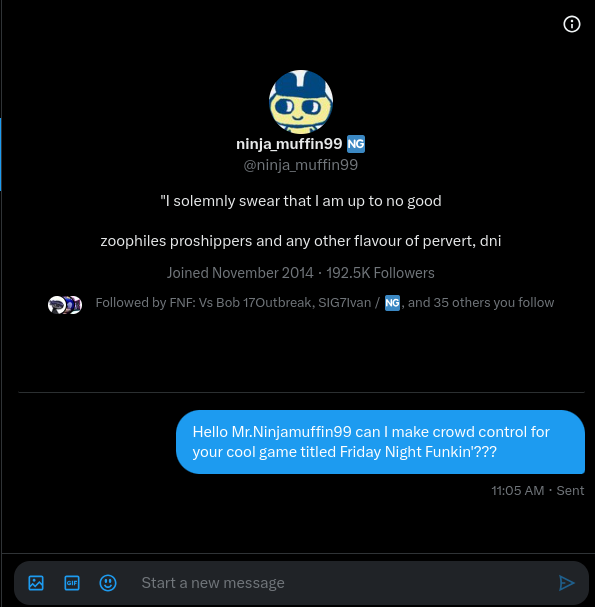 ninja_muffin99 NG
@ninja_muffin99
"I solemnly swear that I am up to no good
zoophiles proshippers and any other flavour of pervert, dni
Joined November 2014 · 192.5K Followers
Followed by FNF: Vs Bob 17Outbreak, SIG7Ivan / NG, and 35 others you follow
Hello Mr.Ninjamuffin99 can I make crowd control for
your cool game titled Friday Night Funkin'???
11:05 AM · Sent
GIF
Start a new message